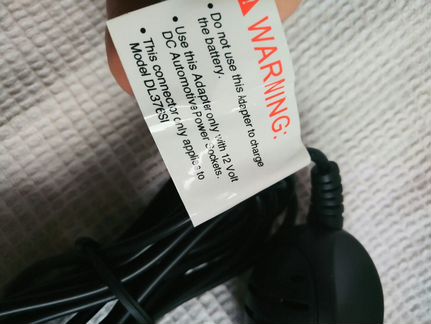 WARNING:
• Do not use this Adapter to charge
the battery.
• Use this Adapter only with 12 Volt
DC Automotive Power Sockets.
• This connector only applies to
Model